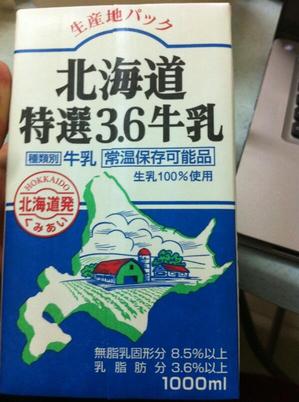 生産地パック
北海道
特選3.6牛乳
種類別 牛乳 常温保存可能品
生乳100%使用
HOKKAIDO
北海道発
くみあい
無脂乳固形分 8.5%以上
乳脂肪分 3.6%以上
1000ml